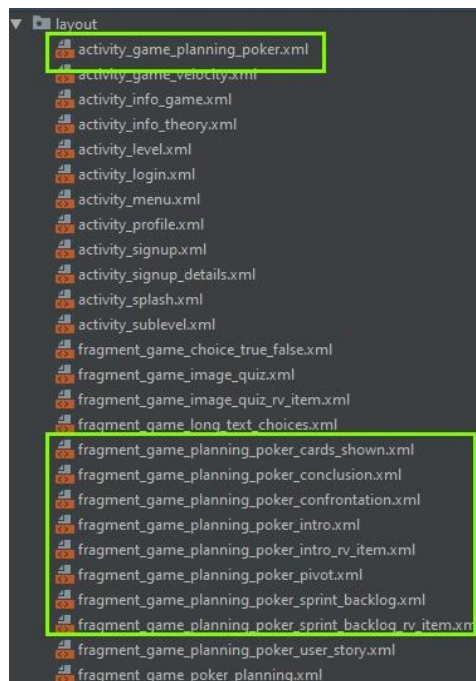 layout
activity_game_planning_poker.xml
activity_game_velocity.xml
activity_info_game.xml
activity_info_theory.xml
activity_level.xml
activity_login.xml
activity_menu.xml
activity_profile.xml
activity_signup.xml
activity_signup_details.xml
activity_splash.xml
activity_sublevel.xml
fragment_game_choice_true_false.xml
fragment_game_image_quiz.xml
fragment_game_image_quiz_rv_item.xml
fragment_game_long_text_choices.xml
fragment_game_planning_poker_cards_shown.xml
fragment_game_planning_poker_conclusion.xml
fragment_game_planning_poker_confrontation.xml
fragment_game_planning_poker_intro.xml
fragment_game_planning_poker_intro_rv_item.xml
fragment_game_planning_poker_pivot.xml
fragment_game_planning_poker_sprint_backlog.xml
fragment_game_planning_poker_sprint_backlog_rv_item.xm
fragment_game_planning_poker_user_story.xml
fragment_game_poker_planning.xml